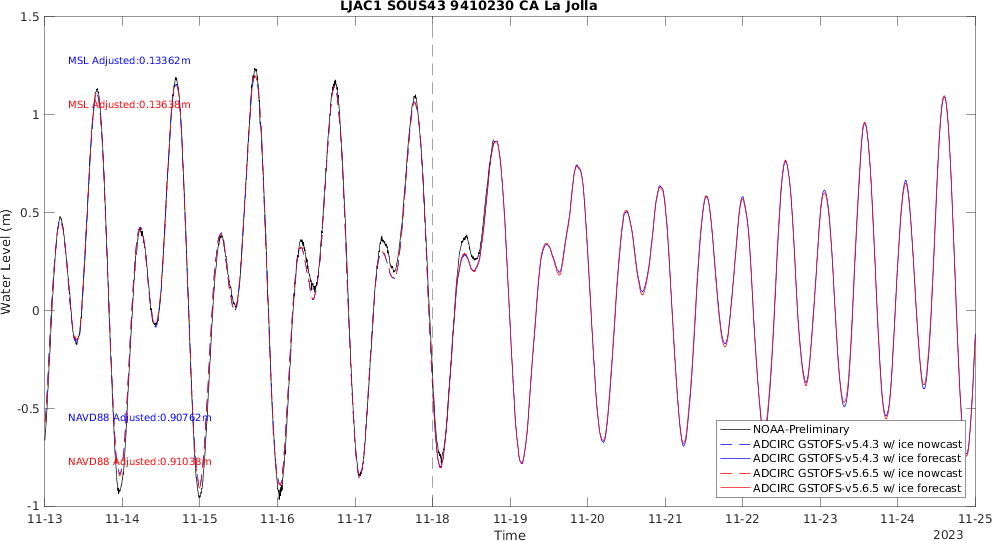 LJAC1 SOUS43 9410230 CA La Jolla
1.5
MSL Adjusted:0.13362m
MSL Adjusted:0.13638m
1
0.5
Water Level (m)
0
-0.5
NAVD88 Adjusted:0.90762m
NAVD88 Adjusted:0.91038m
NOAA-Preliminary
ADCIRC GSTOFS-v5.4.3 w/ ice nowcast
ADCIRC GSTOFS-v5.4.3 w/ ice forecast
ADCIRC GSTOFS-v5.6.5 w/ ice nowcast
ADCIRC GSTOFS-v5.6.5 w/ ice forecast
-1
11-13 11-14 11-15 11-16 11-17 11-18 11-19 11-20 11-21 11-22 11-23 11-24 11-25
Time
2023